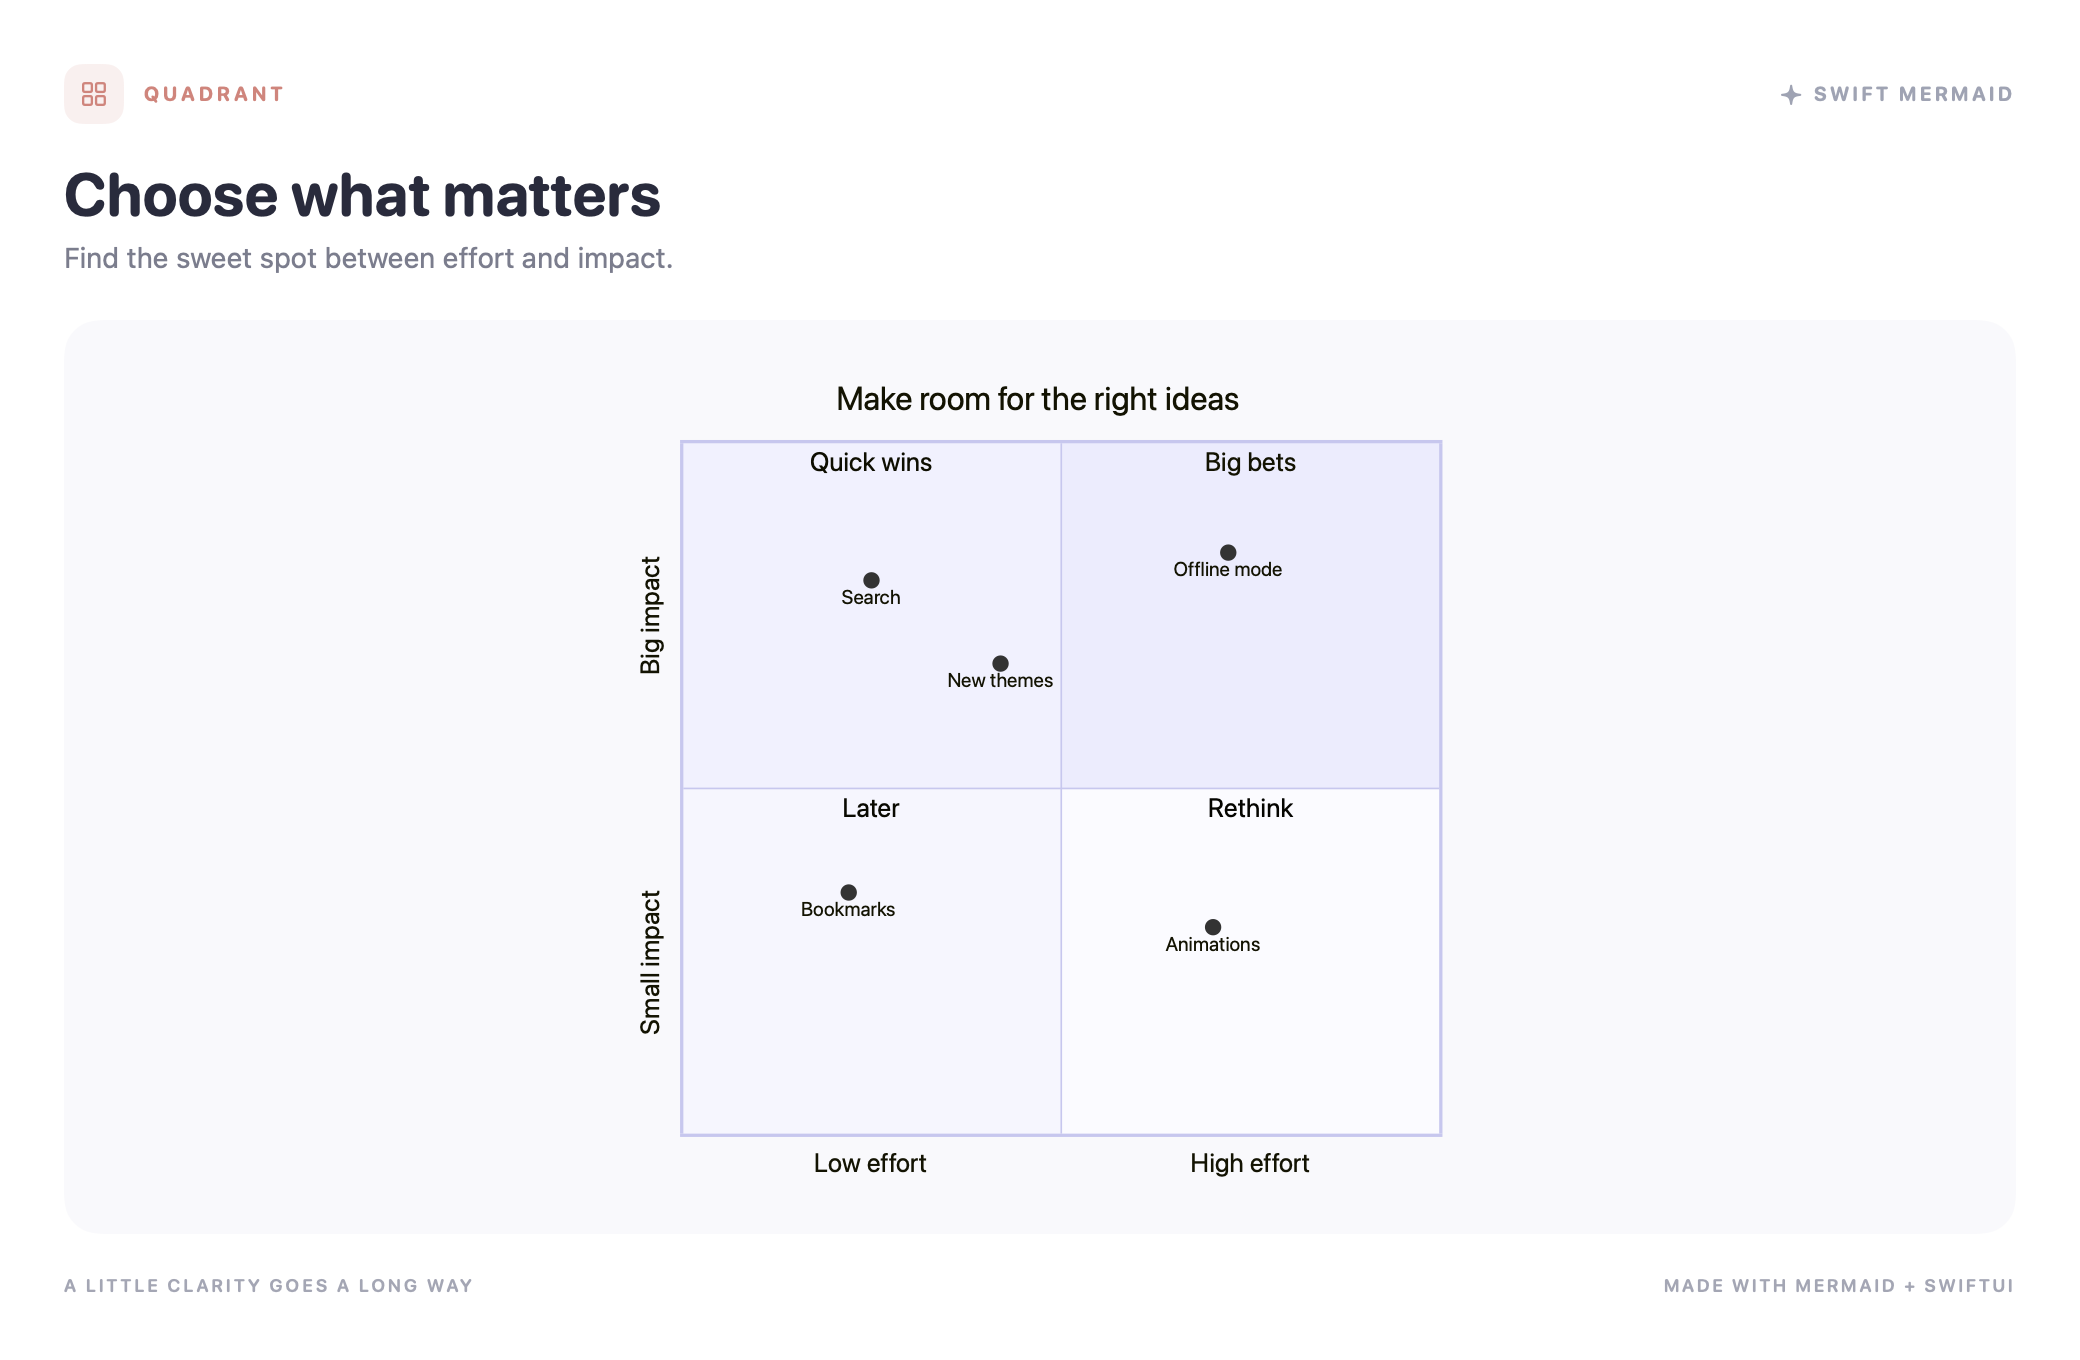 QUADRANT
SWIFT MERMAID
Choose what matters
Find the sweet spot between effort and impact.
Make room for the right ideas
Quick wins
Big bets
Offline mode
Search
New themes
Big impact
Later
Rethink
Bookmarks
Animations
Small impact
Low effort
High effort
A LITTLE CLARITY GOES A LONG WAY
MADE WITH MERMAID + SWIFTUI